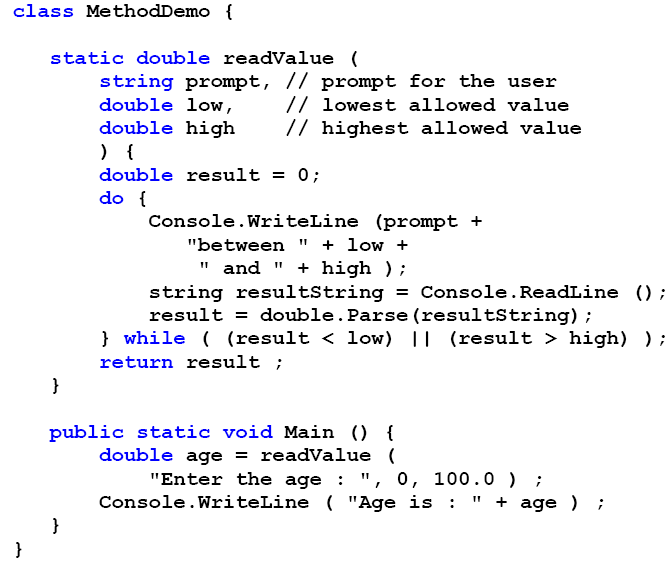 class MethodDemo {
static double readValue (
string prompt, // prompt for the user
double low, // lowest allowed value
double high // highest allowed value
) {
double result = 0;
do {
Console.WriteLine (prompt +
"between " + low +
" and " + high );
string resultString = Console.ReadLine ();
result = double.Parse(resultString);
} while ( (result < low) || (result > high) );
return result ;
}
public static void Main () {
double age = readValue (
"Enter the age : ", 0, 100.0 ) ;
Console.WriteLine ( "Age is : " + age ) ;
}
}